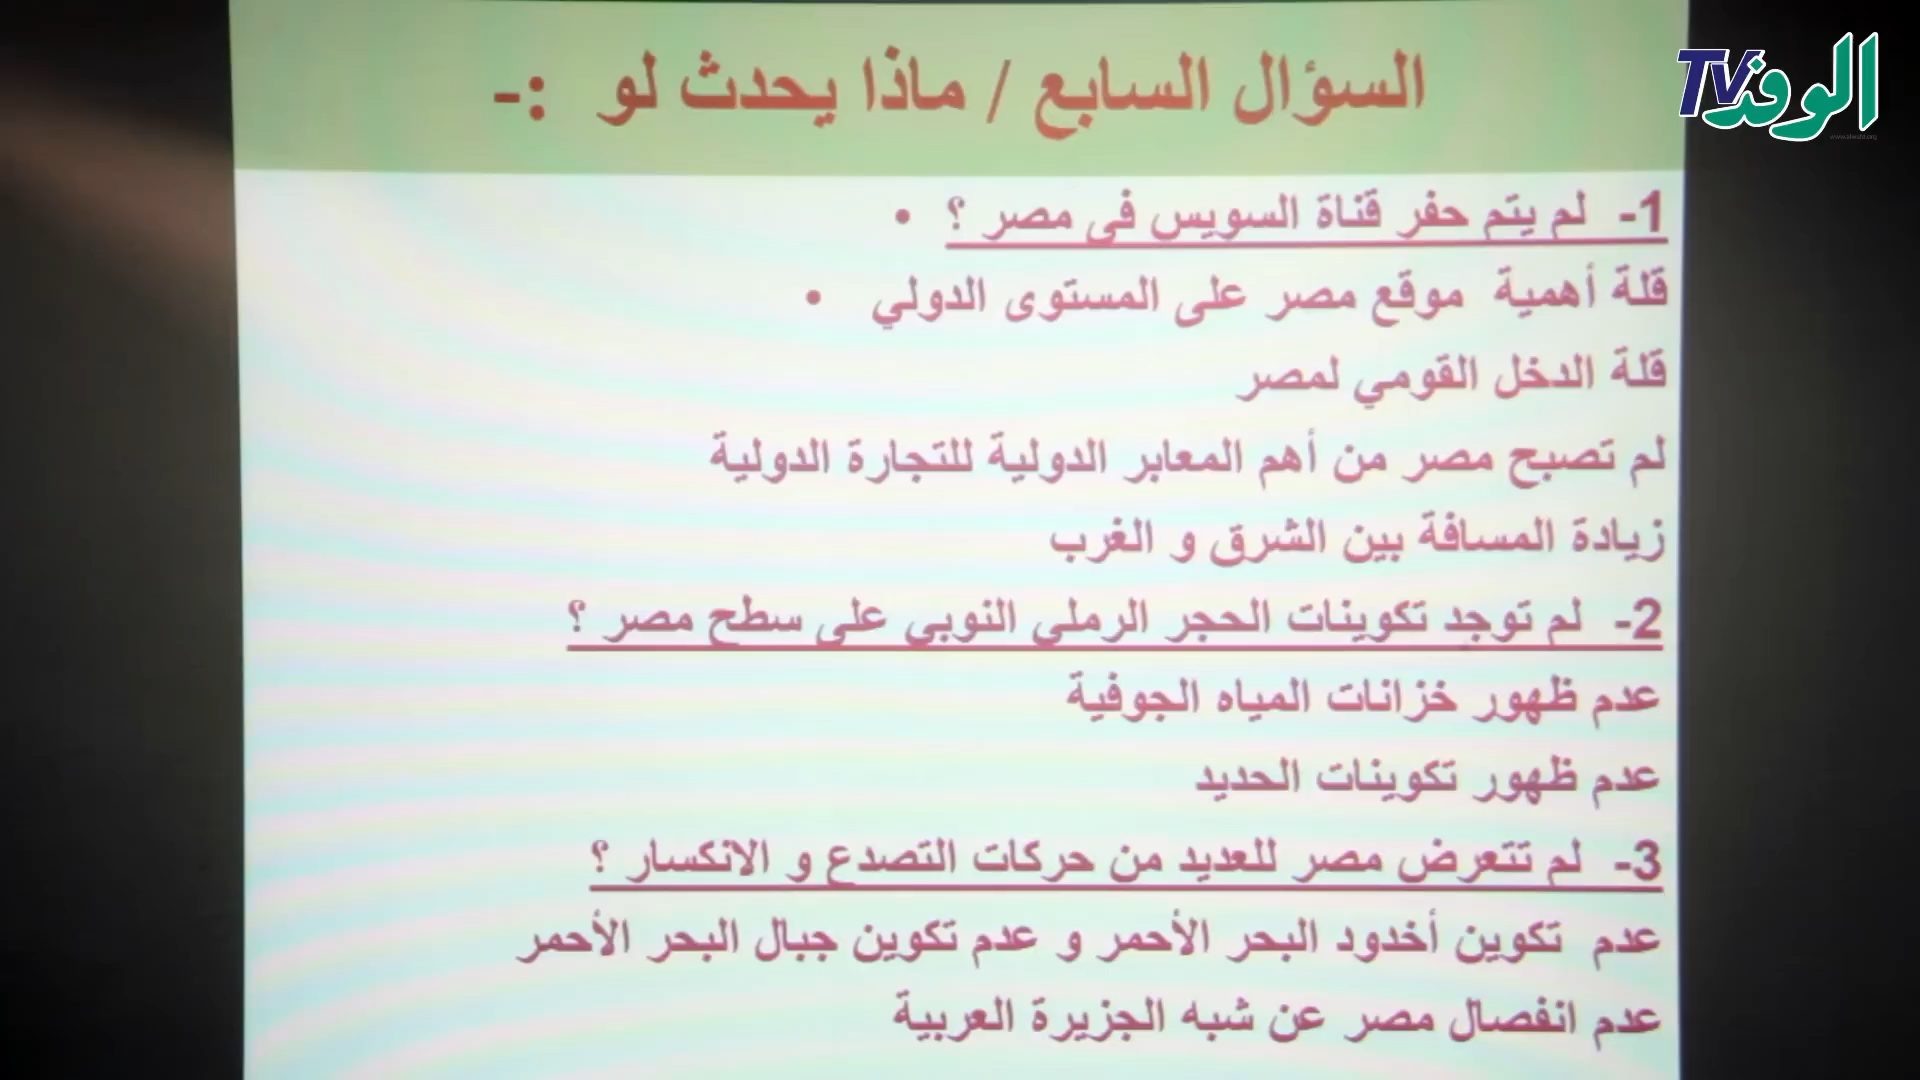 السؤال السابع / ماذا يحدث لو :-
الوفد TV
1- لم يتم حفر قناة السويس فى مصر ؟ •
قلة أهمية موقع مصر على المستوى الدولي •
قلة الدخل القومي لمصر
لم تصبح مصر من أهم المعابر الدولية للتجارة الدولية
زيادة المسافة بين الشرق و الغرب
2- لم توجد تكوينات الحجر الرملي النوبي على سطح مصر ؟
عدم ظهور خزانات المياه الجوفية
عدم ظهور تكوينات الحديد
3- لم تتعرض مصر للعديد من حركات التصدع و الانكسار ؟
عدم تكوين أخدود البحر الأحمر و عدم تكوين جبال البحر الأحمر
عدم انفصال مصر عن شبه الجزيرة العربية